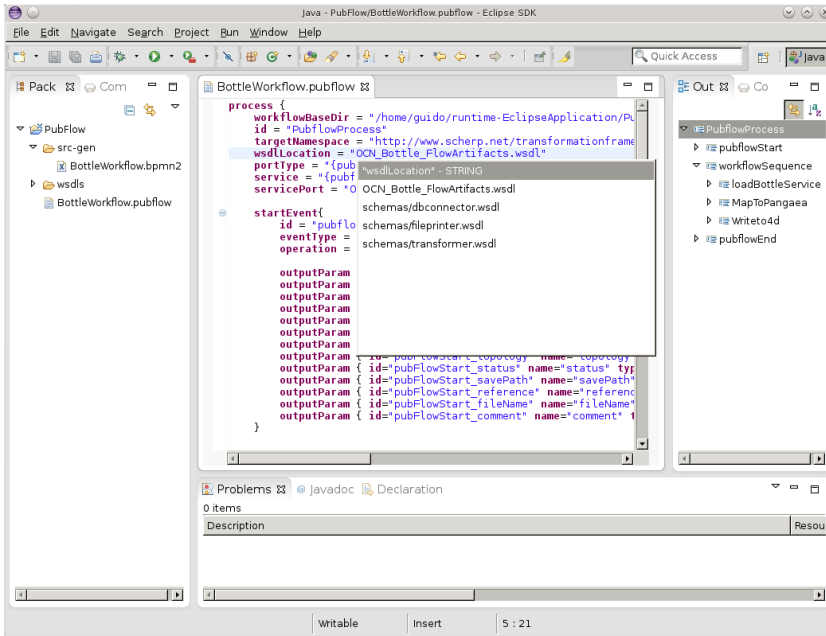 Java - PubFlow/BottleWorkflow.pubflow - Eclipse SDK
File Edit Navigate Search Project Run Window Help
Quick Access
Java
Pack
Com
PubFlow
src-gen
BottleWorkflow.bpmn2
wsdls
BottleWorkflow.pubflow
BottleWorkflow.pubflow
process {
workflowBaseDir = "/home/guido/runtime-EclipseApplication/Pu
id = "PubflowProcess"
targetNamespace = "http://www.scherp.net/transformationframe
wsdlLocation = "OCN_Bottle_FlowArtifacts.wsdl"
portType = "{pub
service = "{pubf
servicePort = "O
startEvent{
id = "pubflo
eventType =
operation =
outputParam
outputParam
outputParam
outputParam
outputParam
outputParam
outputParam
outputParam { id="pubFlowStart_topology" name="topology"
outputParam { id="pubFlowStart_status" name="status" typ
outputParam { id="pubFlowStart_savePath" name="savePath"
outputParam { id="pubFlowStart_reference" name="referenc
outputParam { id="pubFlowStart_fileName" name="fileName"
outputParam { id="pubFlowStart_comment" name="comment" t
}
"wsdlLocation" - STRING
OCN_Bottle_FlowArtifacts.wsdl
schemas/dbconnector.wsdl
schemas/fileprinter.wsdl
schemas/transformer.wsdl
Out
Co
PubflowProcess
pubflowStart
workflowSequence
loadBottleService
MapToPangaea
Writeto4d
pubflowEnd
Problems
Javadoc
Declaration
0 items
Description
Resou
Writable
Insert
5 : 21